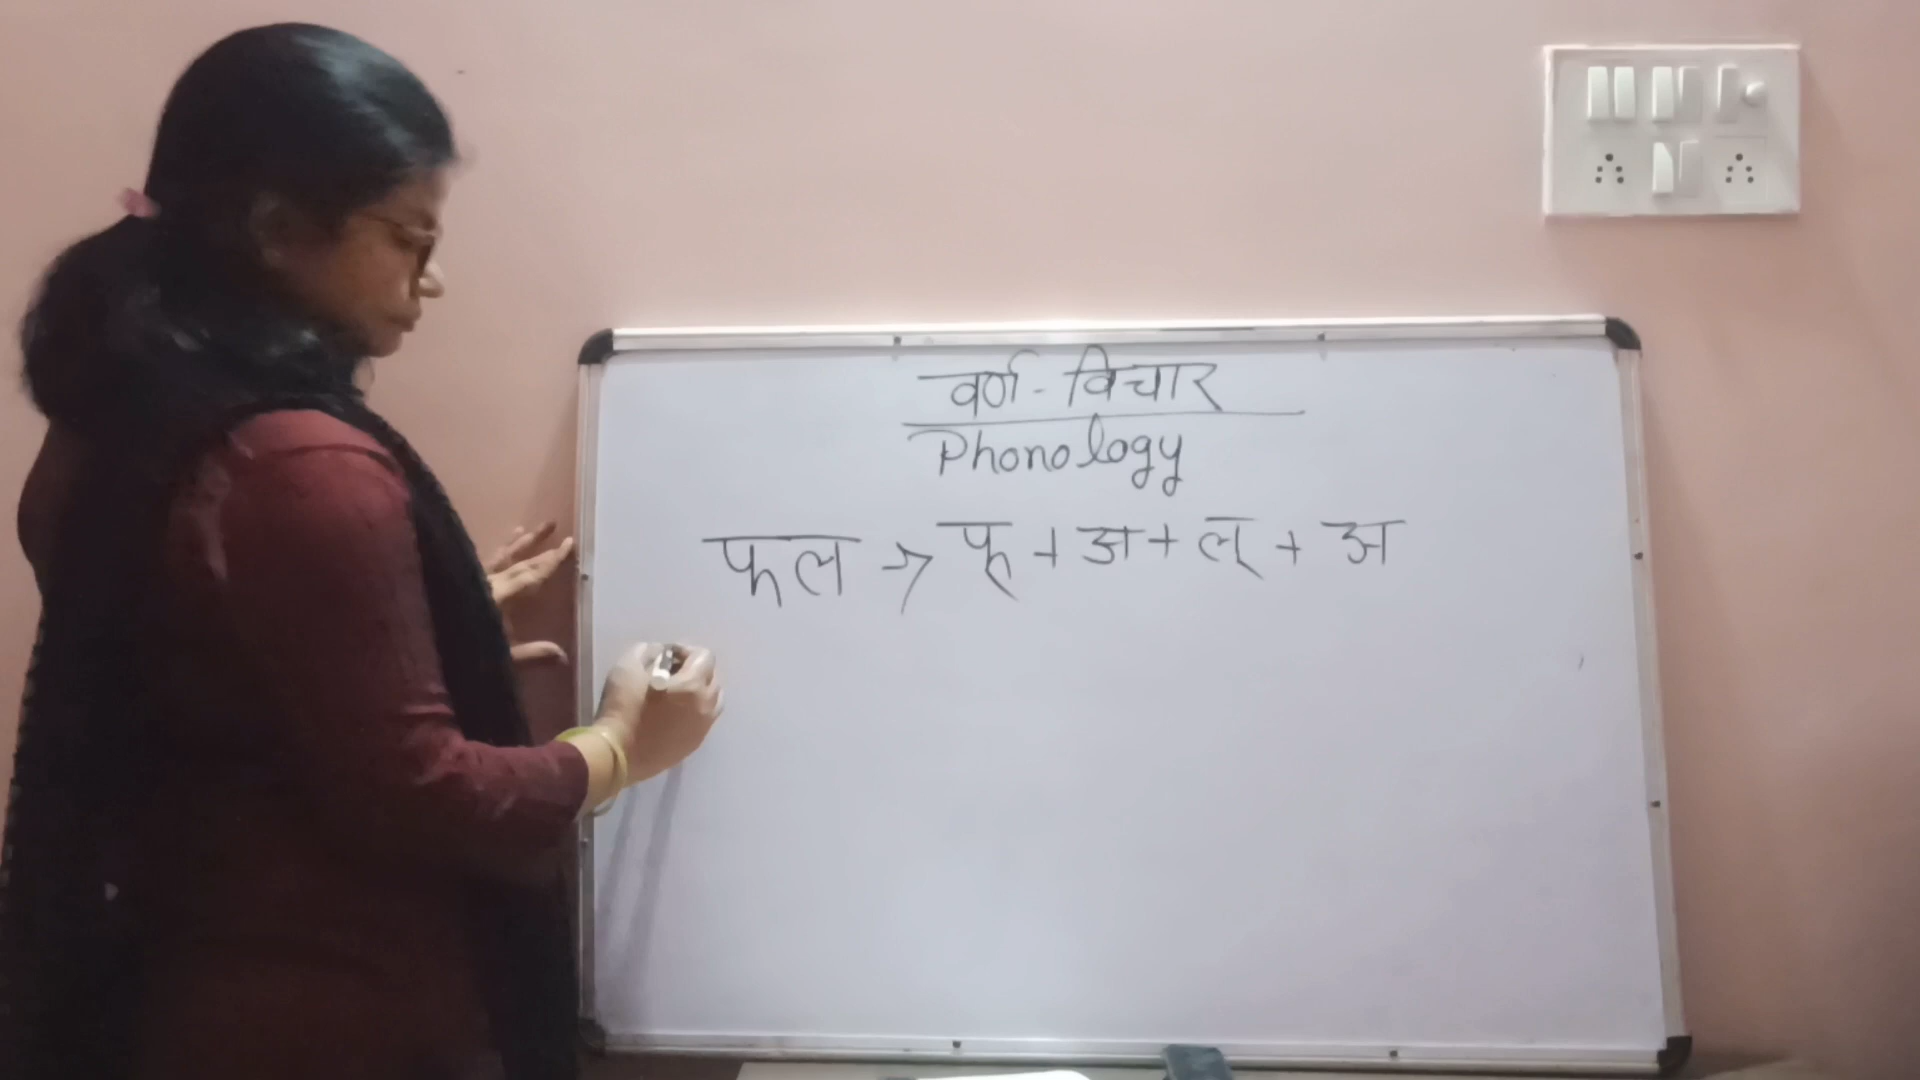 वर्ण - विचार
Phonology
फल → फ् + अ + ल् + अ